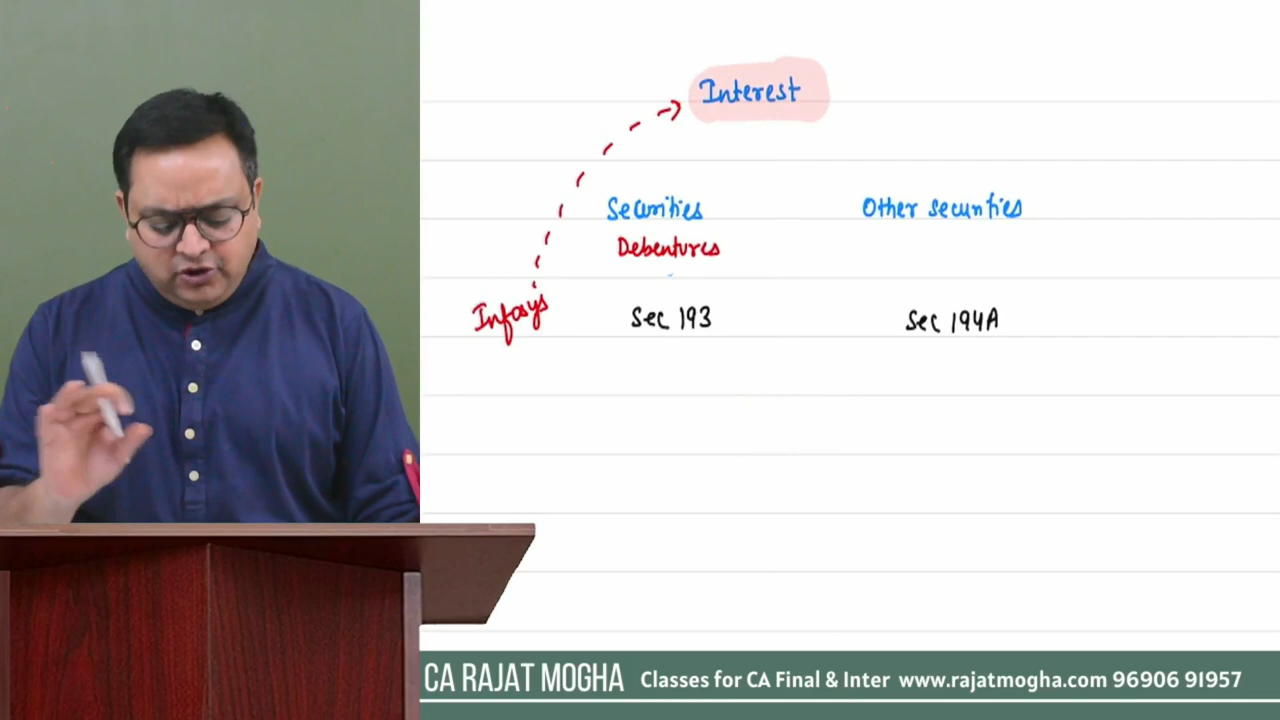 Interest
Securities Other securities
Debentures
Infosys Sec 193 Sec 194A
CA RAJAT MOGHA Classes for CA Final & Inter www.rajatmogha.com 96906 91957